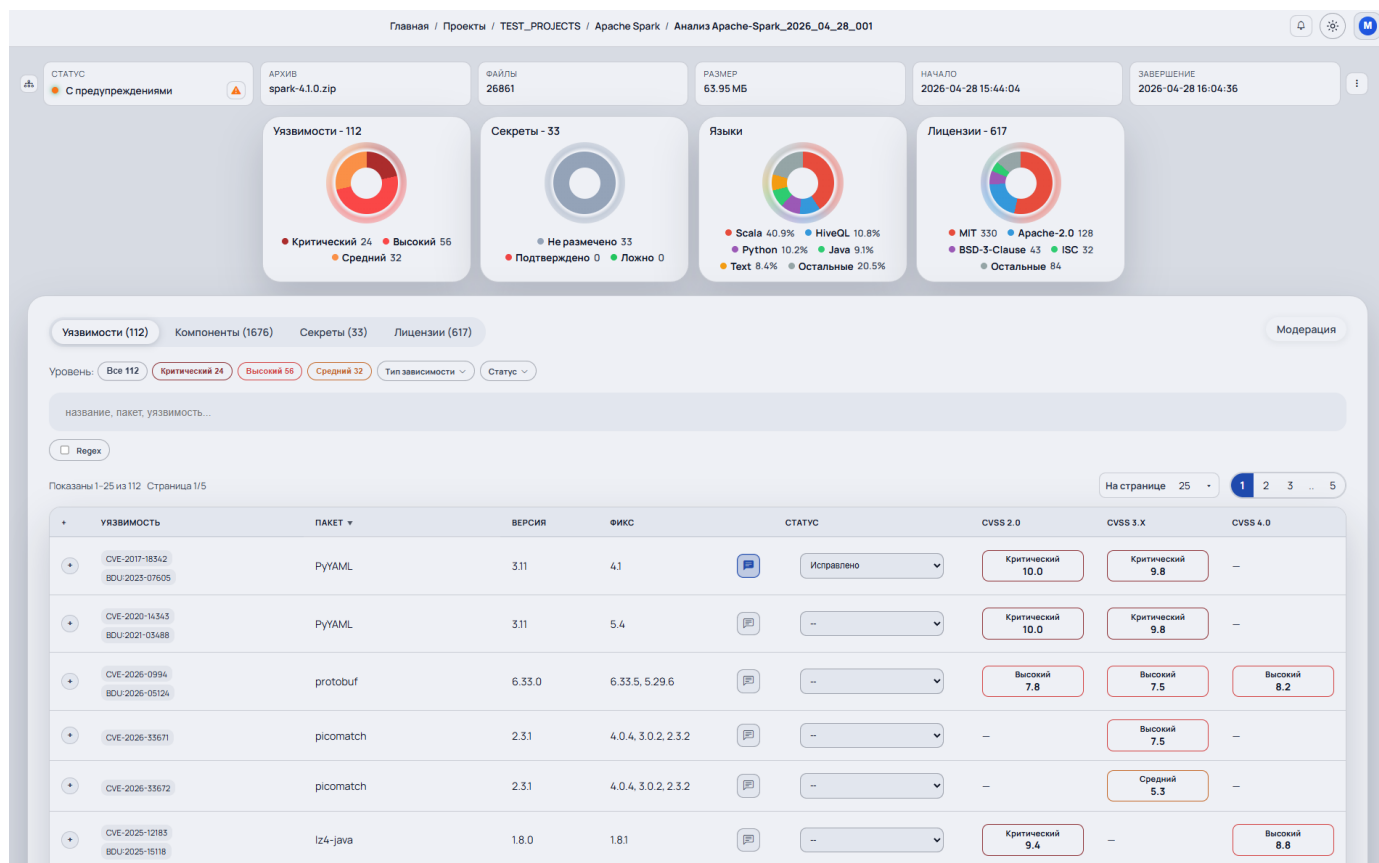 Главная / Проекты / TEST_PROJECTS / Apache Spark / Анализ Apache-Spark_2026_04_28_001
M
СТАТУС
С предупреждениями
АРХИВ
spark-4.1.0.zip
ФАЙЛЫ
26861
РАЗМЕР
63.95 МБ
НАЧАЛО
2026-04-28 15:44:04
ЗАВЕРШЕНИЕ
2026-04-28 16:04:36
Уязвимости - 112
Критический 24 Высокий 56
Средний 32
Секреты - 33
Не размечено 33
Подтверждено 0 Ложно 0
Языки
Scala 40.9% HiveQL 10.8%
Python 10.2% Java 9.1%
Text 8.4% Остальные 20.5%
Лицензии - 617
MIT 330 Apache-2.0 128
BSD-3-Clause 43 ISC 32
Остальные 84
Уязвимости (112) Компоненты (1676) Секреты (33) Лицензии (617) Модерация
Уровень: Все 112 Критический 24 Высокий 56 Средний 32 Тип зависимости Статус
название, пакет, уязвимость...
Regex
Показаны 1–25 из 112 Страница 1/5 На странице 25 1 2 3 .. 5
+ УЯЗВИМОСТЬ ПАКЕТ ▼ ВЕРСИЯ ФИКС СТАТУС CVSS 2.0 CVSS 3.X CVSS 4.0
+ CVE-2017-18342 BDU:2023-07605 PyYAML 3.11 4.1 Исправлено Критический 10.0 Критический 9.8 —
+ CVE-2020-14343 BDU:2021-03488 PyYAML 3.11 5.4 -- Критический 10.0 Критический 9.8 —
+ CVE-2026-0994 BDU:2026-05124 protobuf 6.33.0 6.33.5, 5.29.6 -- Высокий 7.8 Высокий 7.5 Высокий 8.2
+ CVE-2026-33671 picomatch 2.3.1 4.0.4, 3.0.2, 2.3.2 -- — Высокий 7.5 —
+ CVE-2026-33672 picomatch 2.3.1 4.0.4, 3.0.2, 2.3.2 -- — Средний 5.3 —
+ CVE-2025-12183 BDU:2025-15118 lz4-java 1.8.0 1.8.1 -- Критический 9.4 — Высокий 8.8